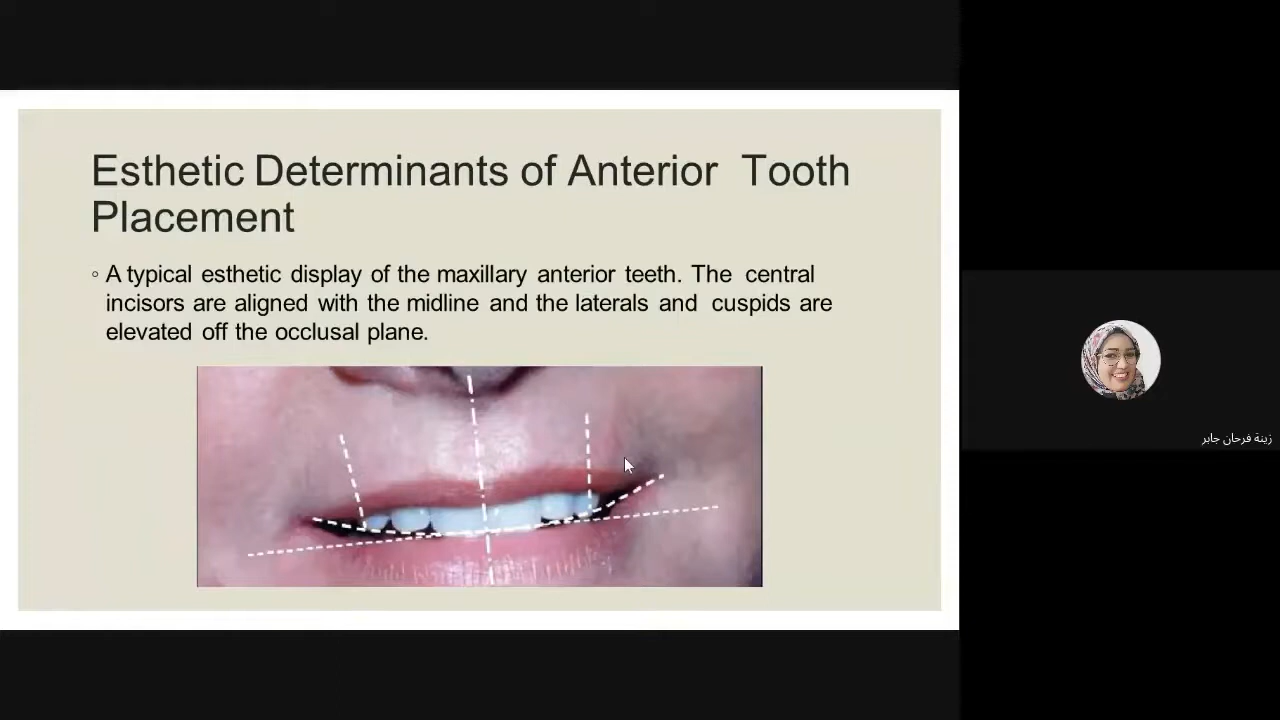 Esthetic Determinants of Anterior Tooth
Placement
◦ A typical esthetic display of the maxillary anterior teeth. The central
incisors are aligned with the midline and the laterals and cuspids are
elevated off the occlusal plane.
زينة فرحان جابر